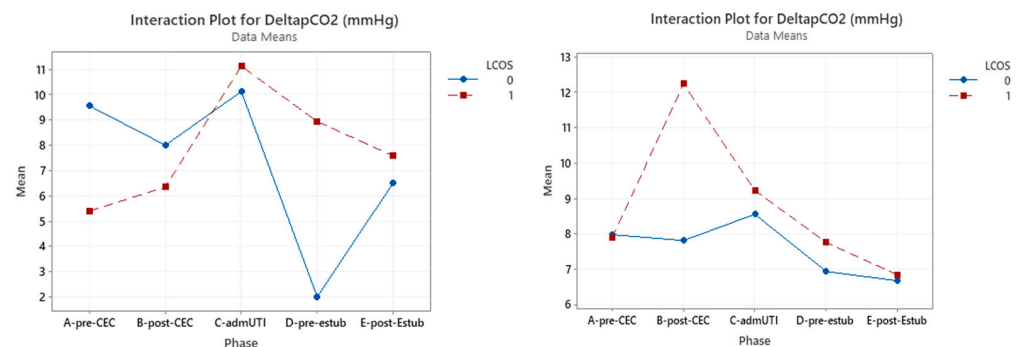 Interaction Plot for DeltapCO2 (mmHg)
Data Means
LCOS
0
1
11
10
9
8
7
6
5
4
3
2
Mean
A-pre-CEC B-post-CEC C-admUTI D-pre-estub E-post-Estub
Phase
Interaction Plot for DeltapCO2 (mmHg)
Data Means
LCOS
0
1
13
12
11
10
9
8
7
6
Mean
A-pre-CEC B-post-CEC C-admUTI D-pre-estub E-post-Estub
Phase